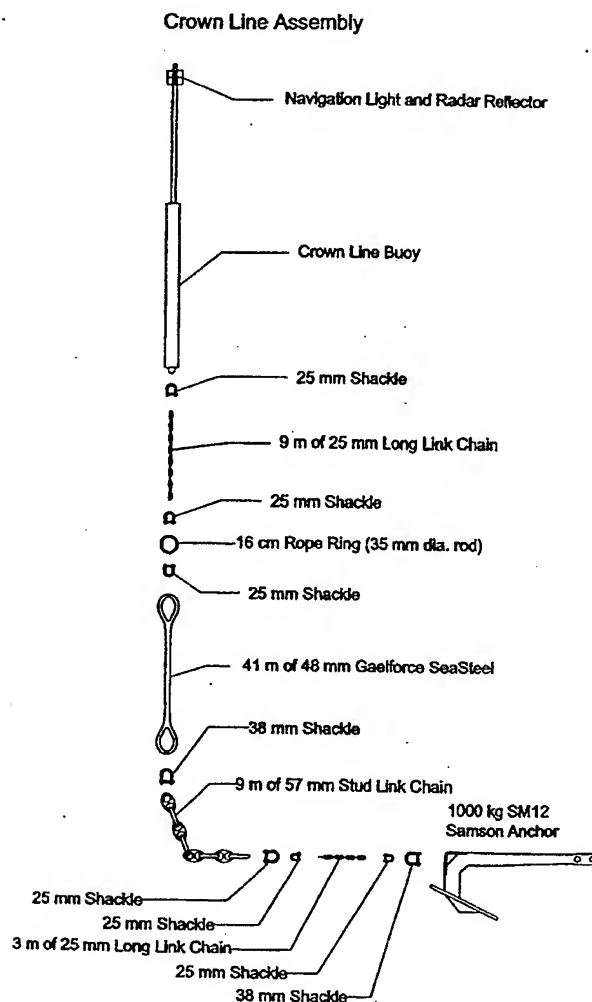 Crown Line Assembly
Navigation Light and Radar Reflector
Crown Line Buoy
25 mm Shackle
9 m of 25 mm Long Link Chain
25 mm Shackle
16 cm Rope Ring (35 mm dia. rod)
25 mm Shackle
41 m of 48 mm Gaelforce SeaSteel
38 mm Shackle
9 m of 57 mm Stud Link Chain
1000 kg SM12
Samson Anchor
25 mm Shackle
25 mm Shackle
3 m of 25 mm Long Link Chain
25 mm Shackle
38 mm Shackle